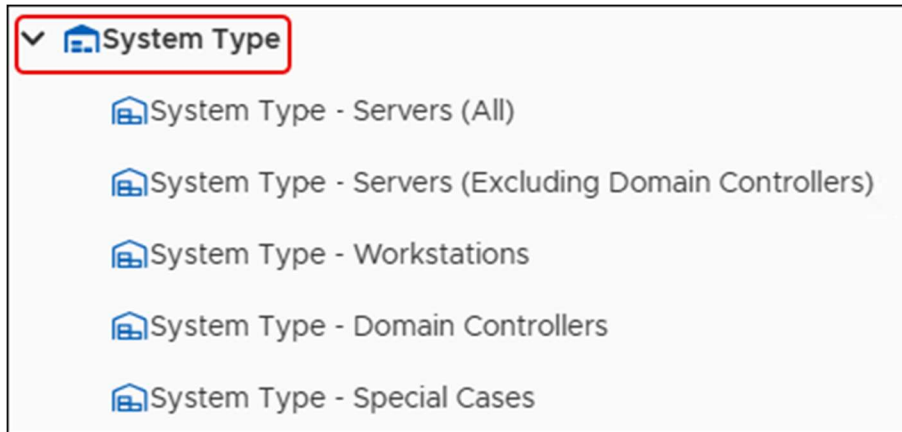 System Type
System Type - Servers (All)
System Type - Servers (Excluding Domain Controllers)
System Type - Workstations
System Type - Domain Controllers
System Type - Special Cases